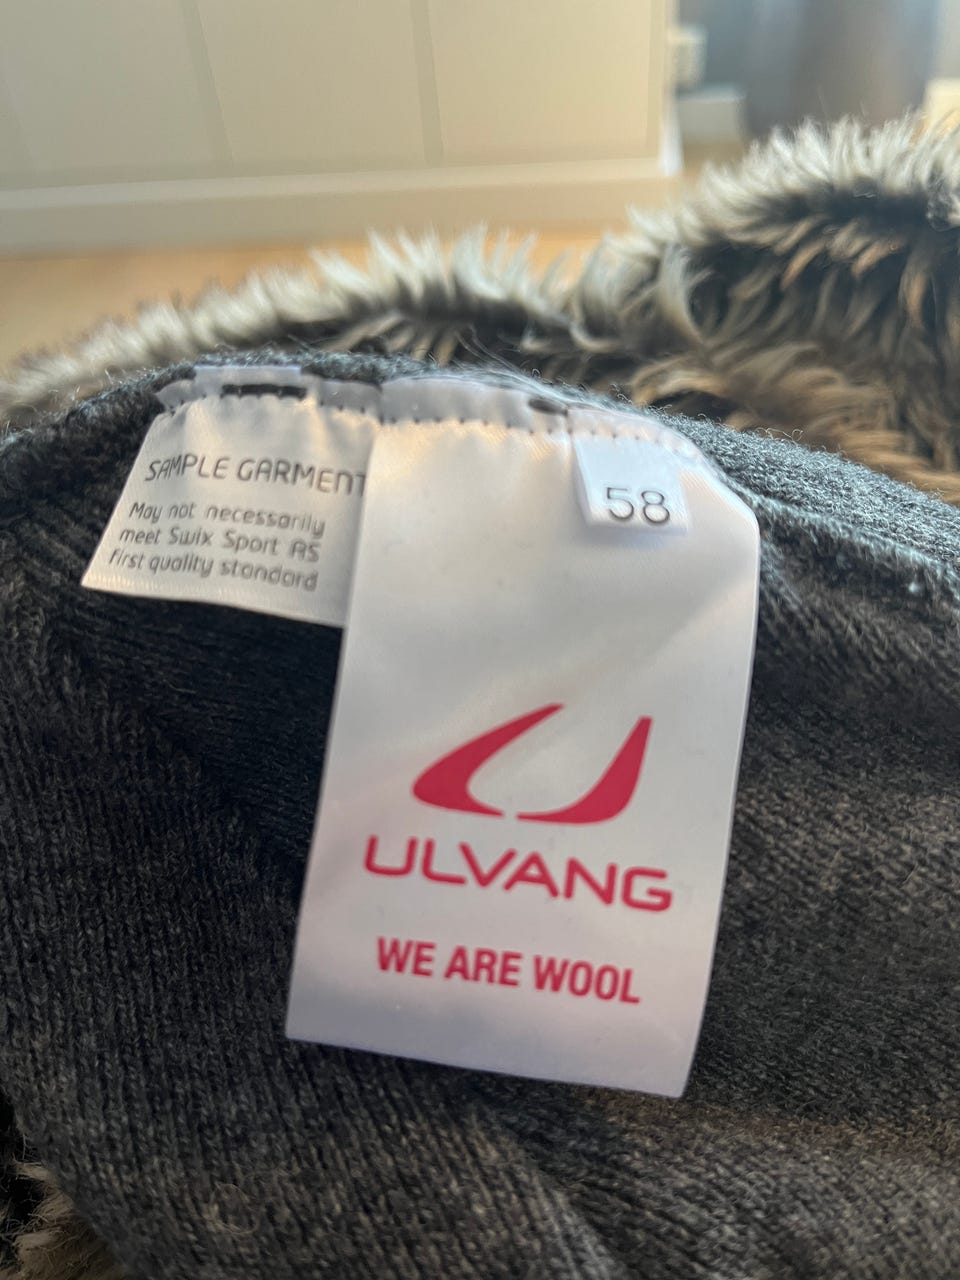 SAMPLE GARMENT
May not necessarily
meet Swix Sport AS
first quality standard
58
ULVANG
WE ARE WOOL